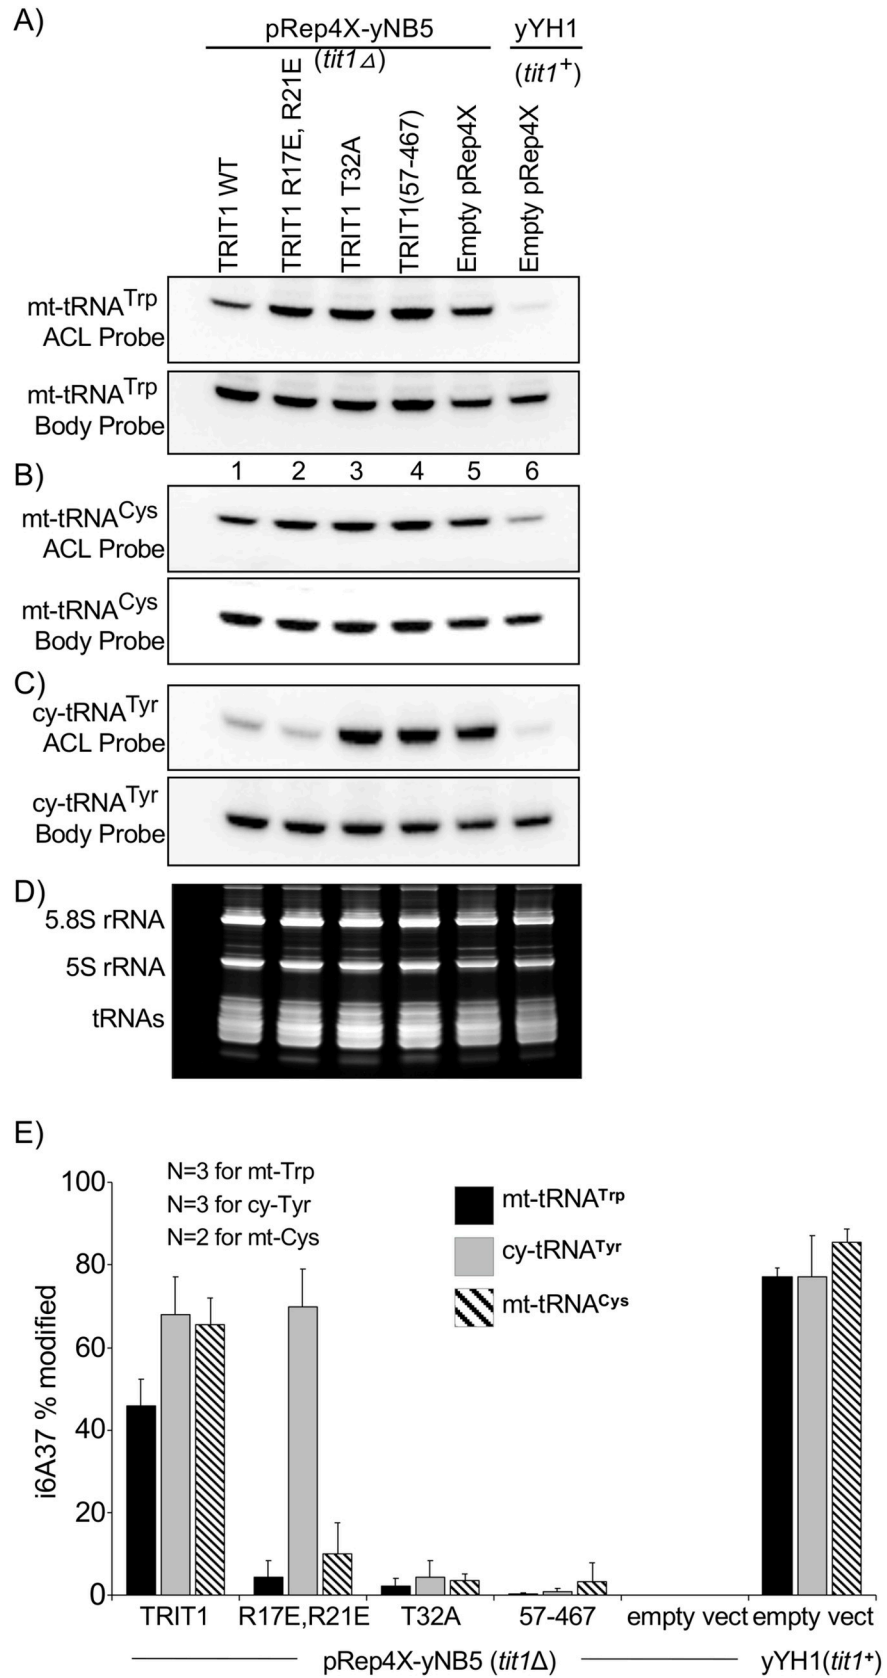 A)
pRep4X-yNB5 yYH1
(tit1Δ) (tit1+)
TRIT1 WT
TRIT1 R17E, R21E
TRIT1 T32A
TRIT1(57-467)
Empty pRep4X
Empty pRep4X
mt-tRNATrp
ACL Probe
mt-tRNATrp
Body Probe
1 2 3 4 5 6
B)
mt-tRNACys
ACL Probe
mt-tRNACys
Body Probe
C)
cy-tRNATyr
ACL Probe
cy-tRNATyr
Body Probe
D)
5.8S rRNA
5S rRNA
tRNAs
E)
N=3 for mt-Trp
N=3 for cy-Tyr
N=2 for mt-Cys
mt-tRNATrp
cy-tRNATyr
mt-tRNACys
i6A37 % modified
100
80
60
40
20
0
TRIT1 R17E,R21E T32A 57-467 empty vect empty vect
pRep4X-yNB5 (tit1Δ) yYH1(tit1+)